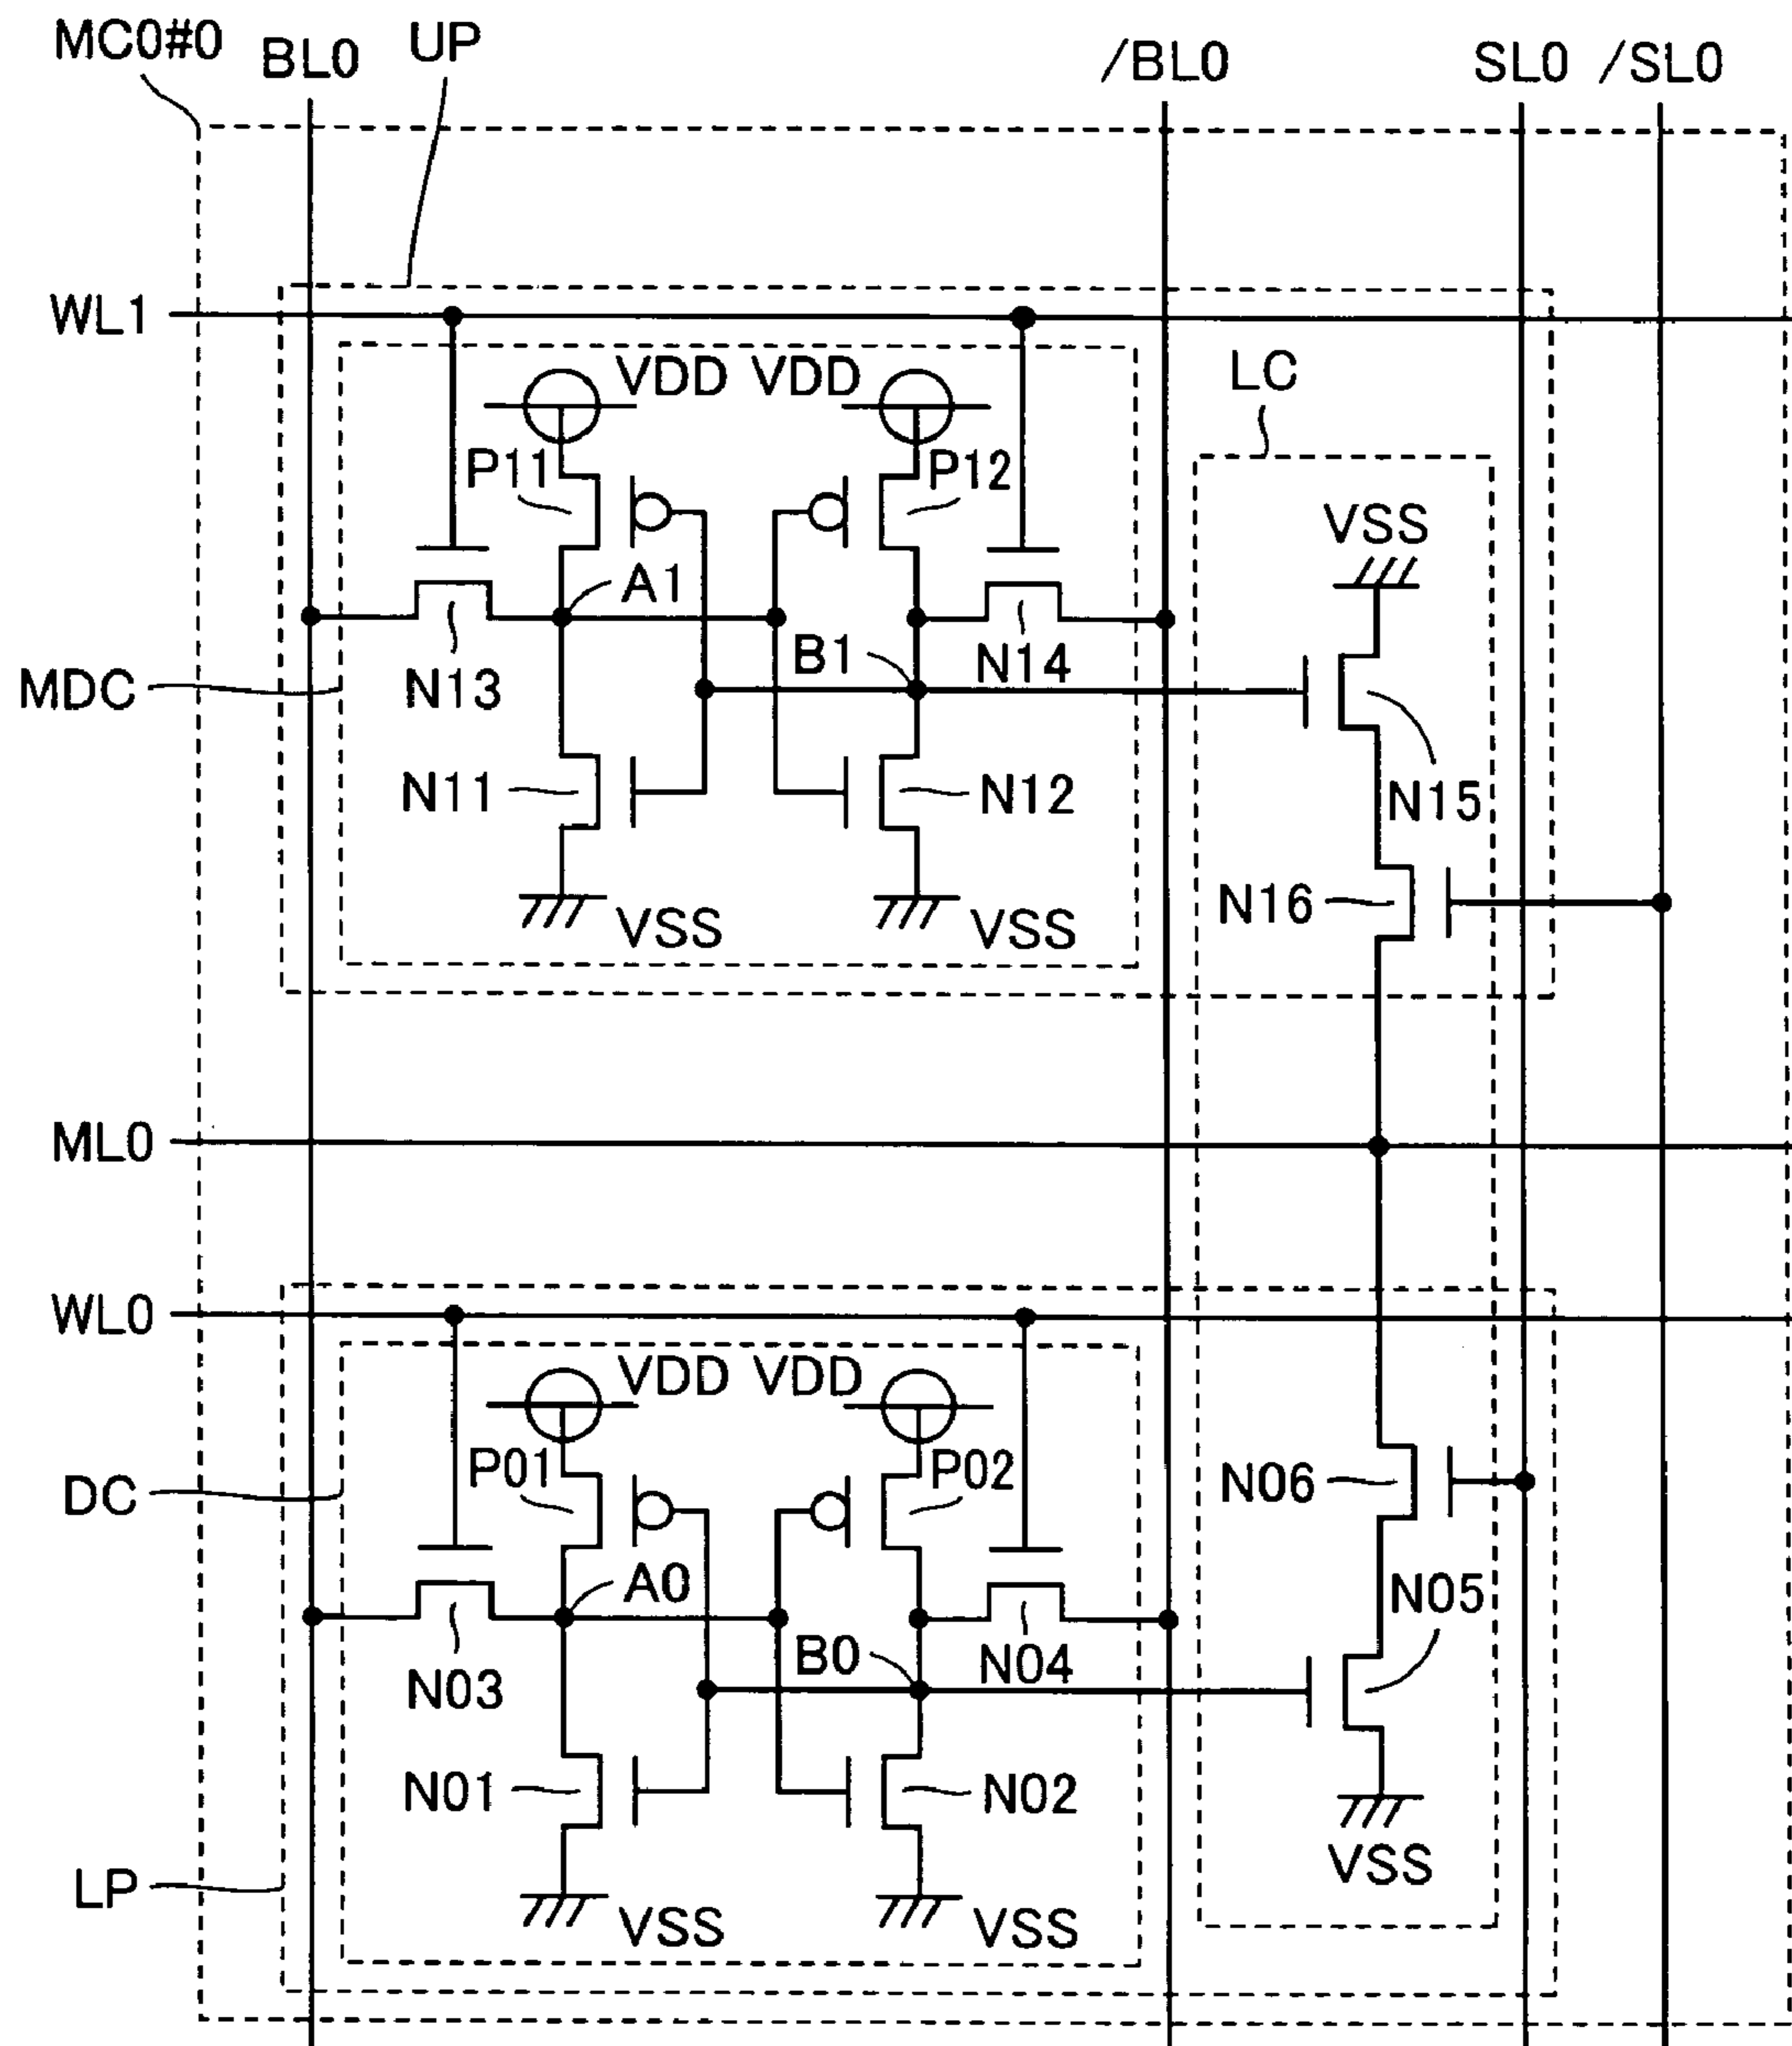 MC0#0
BL0
UP
/BL0
SL0
/SL0
WL1
VDD
VDD
LC
P11
P12
VSS
A1
B1
N14
MDC
N13
N15
N11
N12
N16
VSS
VSS
ML0
WL0
VDD
VDD
P01
P02
DC
N06
A0
N05
B0
N04
N03
N01
N02
VSS
LP
VSS
VSS